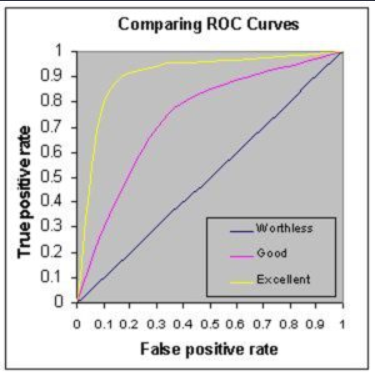 Comparing ROC Curves
1
0.9
0.8
0.7
0.6
0.5
0.4
0.3
0.2
0.1
0
True positive rate
Worthless
Good
Excellent
0 0.1 0.2 0.3 0.4 0.5 0.6 0.7 0.8 0.9 1
False positive rate